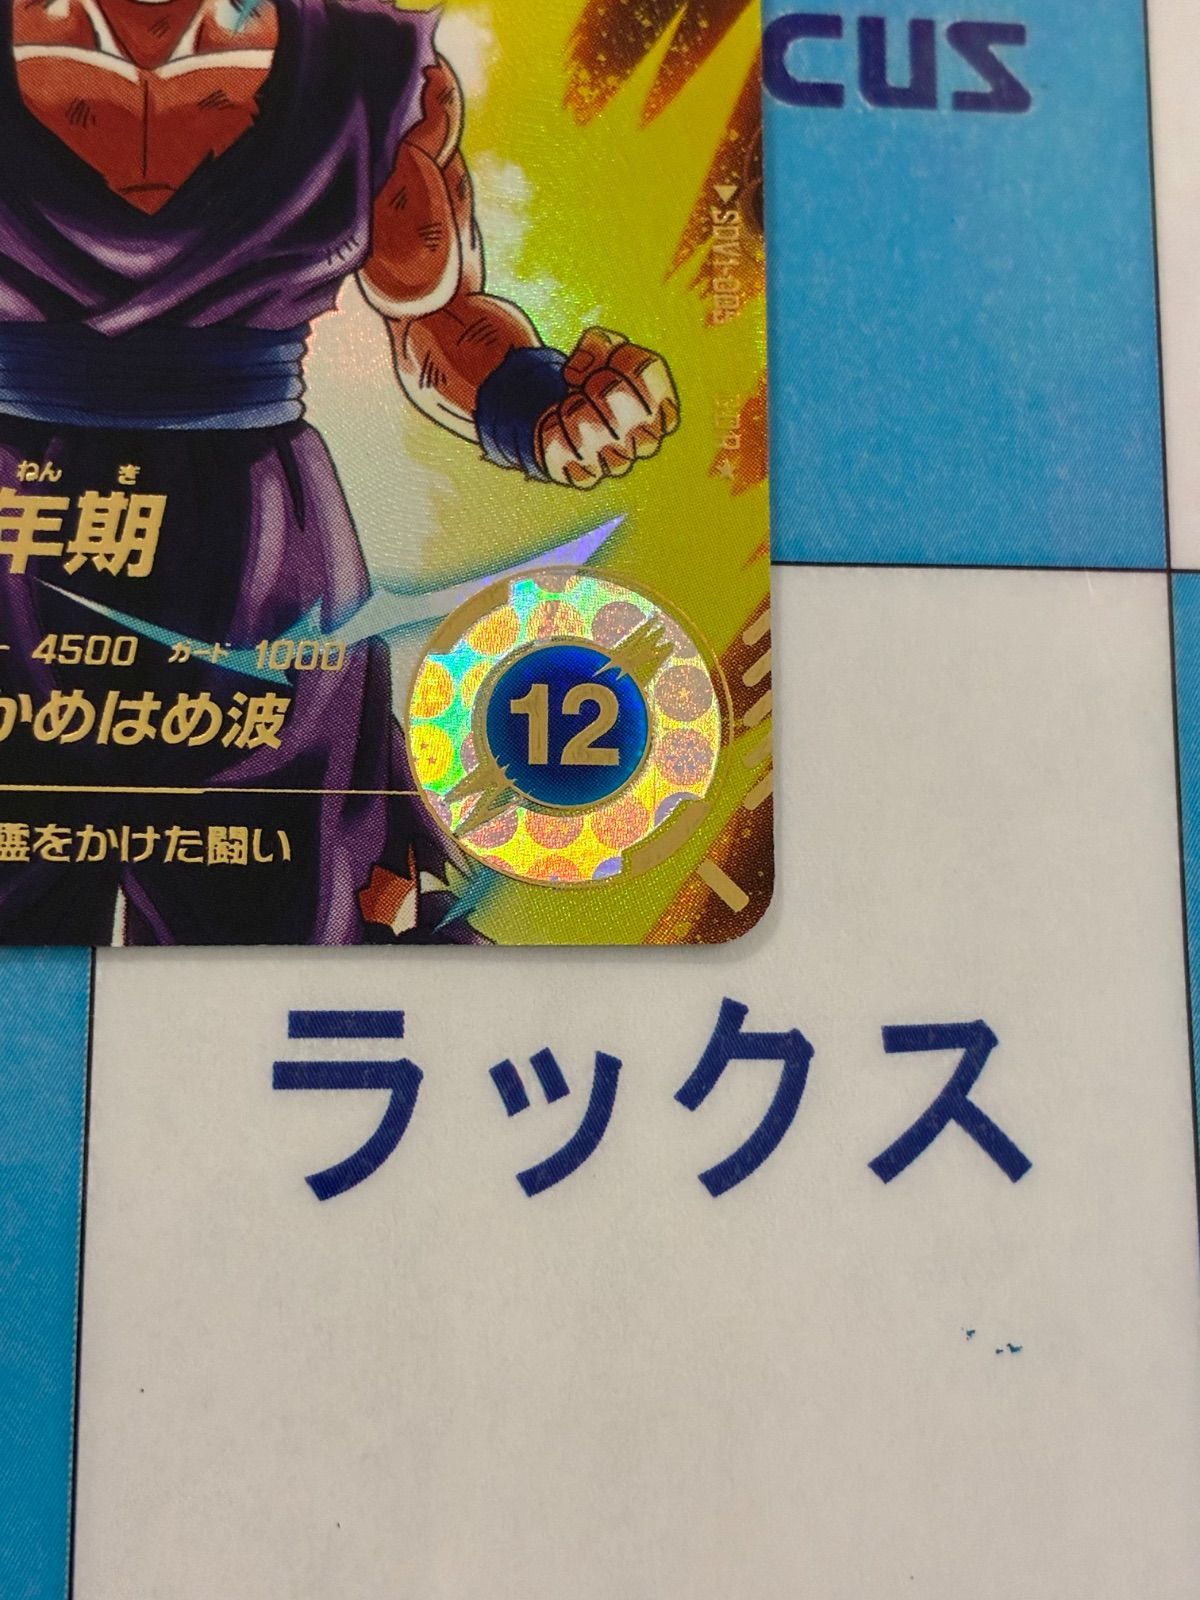 cus
ねん き
年期
4500 カード 1000
かめはめ波
をかけた闘い
12
ラックス